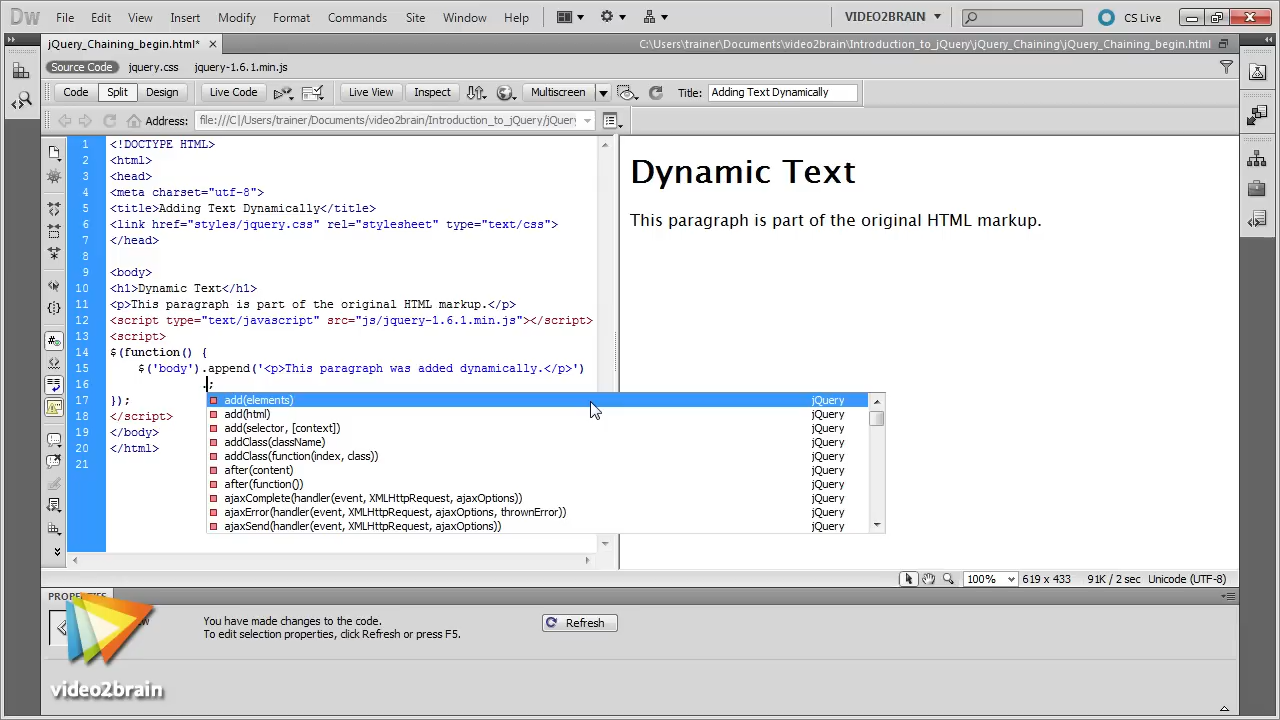 Dw File Edit View Insert Modify Format Commands Site Window Help VIDEO2BRAIN CS Live
jQuery_Chaining_begin.html* C:\Users\trainer\Documents\video2brain\Introduction_to_jQuery\jQuery_Chaining\jQuery_Chaining_begin.html
Source Code jquery.css jquery-1.6.1.min.js
Code Split Design Live Code Live View Inspect Multiscreen Title: Adding Text Dynamically
Address: file:///C|/Users/trainer/Documents/video2brain/Introduction_to_jQuery/jQuery
1 <!DOCTYPE HTML>
2 <html>
3 <head>
4 <meta charset="utf-8">
5 <title>Adding Text Dynamically</title>
6 <link href="styles/jquery.css" rel="stylesheet" type="text/css">
7 </head>
8
9 <body>
10 <h1>Dynamic Text</h1>
11 <p>This paragraph is part of the original HTML markup.</p>
12 <script type="text/javascript" src="js/jquery-1.6.1.min.js"></script>
13 <script>
14 $(function() {
15 $('body').append('<p>This paragraph was added dynamically.</p>')
16 .;
17 });
18 </script>
19 </body>
20 </html>
21
add(elements) jQuery
add(html) jQuery
add(selector, [context]) jQuery
addClass(className) jQuery
addClass(function(index, class)) jQuery
after(content) jQuery
after(function()) jQuery
ajaxComplete(handler(event, XMLHttpRequest, ajaxOptions)) jQuery
ajaxError(handler(event, XMLHttpRequest, ajaxOptions, thrownError)) jQuery
ajaxSend(handler(event, XMLHttpRequest, ajaxOptions)) jQuery
Dynamic Text
This paragraph is part of the original HTML markup.
100% 619 x 433 91K / 2 sec Unicode (UTF-8)
PROPERTIES
You have made changes to the code.
To edit selection properties, click Refresh or press F5.
Refresh
video2brain